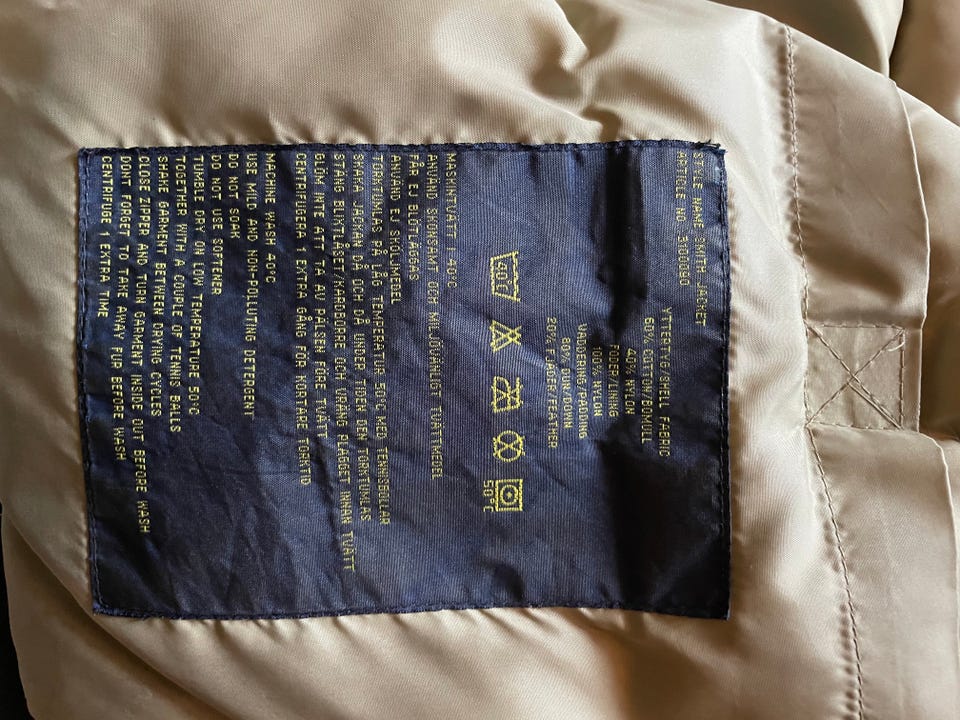 STYLE NAME: SMITH JACKET
ARTICLE NO.
YTTERTYG/SHELL FABRIC
60% COTTON/BOMULL
40% NYLON
FODER/LINING
100% NYLON
VADDERING/PADDING
80% DUN/DOWN
20% FJÄDER/FEATHER
40°C
50°C
MASKINTVÄTT I 40°C
ANVÄND SKONSAMT OCH MILJÖVÄNLIGT TVÄTTMEDEL
FÅR EJ BLÖTLÄGGAS
ANVÄND EJ SKÖLJMEDEL
TORKTUMLAS PÅ LÅG TEMPERATUR 50°C MED TENNISBOLLAR
SKAKA JACKAN DÅ OCH DÅ UNDER TIDEN DEN TORKTUMLAS
STÄNG BLIXTLÅSET/KARDBORRE OCH VRÄNG PLAGGET INNAN TVÄTT
GLÖM INTE ATT TA AV PÄLSEN FÖRE TVÄTT
CENTRIFUGERA 1 EXTRA GÅNG FÖR KORTARE TORKTID
MACHINE WASH 40°C
USE MILD AND NON-POLLUTING DETERGENT
DO NOT SOAK
DO NOT USE SOFTENER
TUMBLE DRY ON LOW TEMPERATURE 50°C
TOGETHER WITH A COUPLE OF TENNIS BALLS
SHAKE GARMENT BETWEEN DRYING CYCLES
CLOSE ZIPPER AND TURN GARMENT INSIDE OUT BEFORE WASH
DONT FORGET TO TAKE AWAY FUR BEFORE WASH
CENTRIFUGE 1 EXTRA TIME